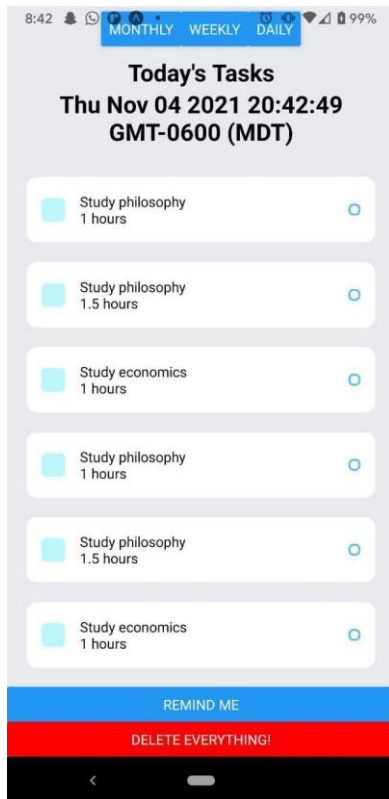 8:42
99%
MONTHLY WEEKLY DAILY
Today's Tasks
Thu Nov 04 2021 20:42:49
GMT-0600 (MDT)
Study philosophy
1 hours
Study philosophy
1.5 hours
Study economics
1 hours
Study philosophy
1 hours
Study philosophy
1.5 hours
Study economics
1 hours
REMIND ME
DELETE EVERYTHING!